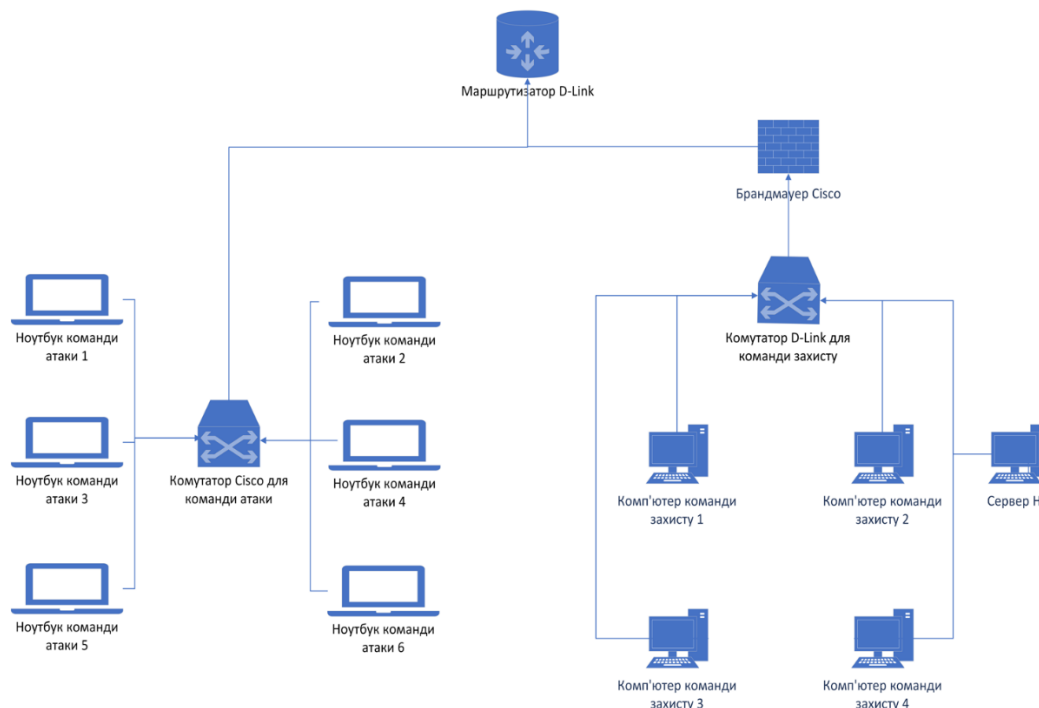 Маршрутизатор D-Link
Брандмауер Cisco
Ноутбук команди
атаки 1
Ноутбук команди
атаки 2
Комутатор D-Link для
команди захисту
Ноутбук команди
атаки 3
Комутатор Cisco для
команди атаки
Ноутбук команди
атаки 4
Комп'ютер команди
захисту 1
Комп'ютер команди
захисту 2
Сервер
Ноутбук команди
атаки 5
Ноутбук команди
атаки 6
Комп'ютер команди
захисту 3
Комп'ютер команди
захисту 4